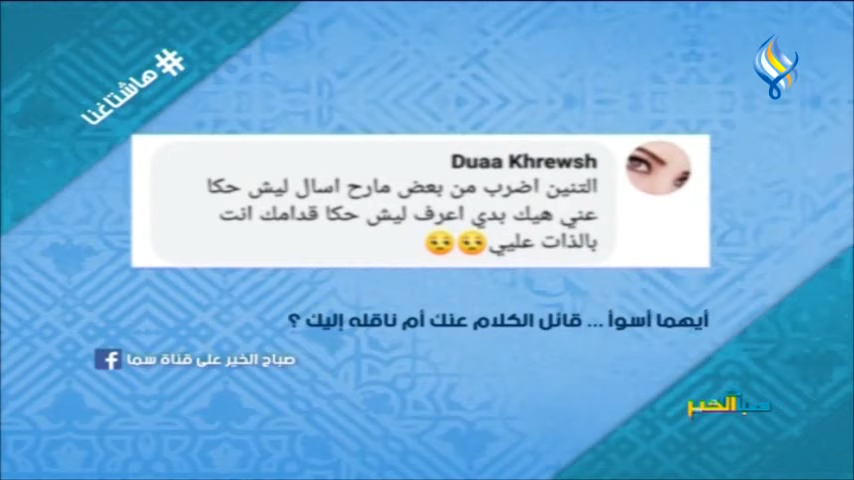 #هاشتاغنا
Duaa Khrewsh
التنين اضرب من بعض مارح اسال ليش حكا
عني هيك بدي اعرف ليش حكا قدامك انت
بالذات عليي😒😒
أيهما أسوأ ... قائل الكلام عنك أم ناقله إليك ؟
صباح الخير على قناة سما
صباح الخير